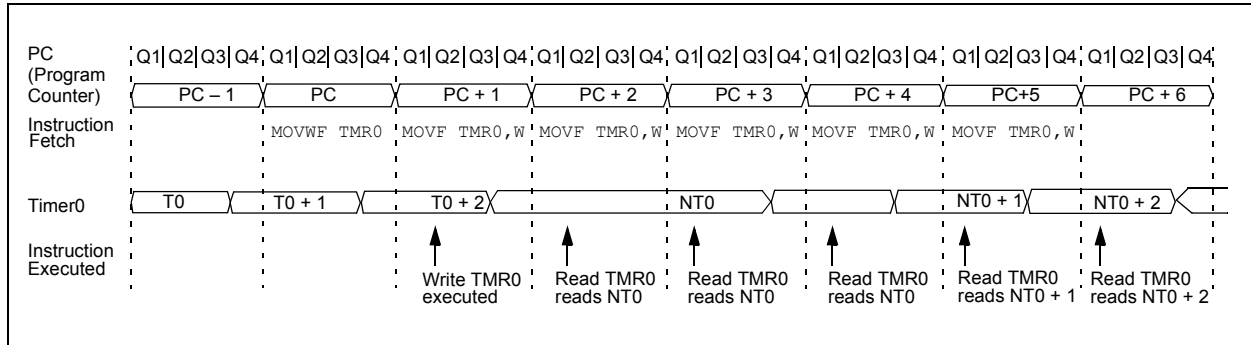 PC
(Program
Counter)
Q1 Q2 Q3 Q4 Q1 Q2 Q3 Q4 Q1 Q2 Q3 Q4 Q1 Q2 Q3 Q4 Q1 Q2 Q3 Q4 Q1 Q2 Q3 Q4 Q1 Q2 Q3 Q4 Q1 Q2 Q3 Q4
PC – 1 PC PC + 1 PC + 2 PC + 3 PC + 4 PC+5 PC + 6
Instruction
Fetch
MOVWF TMR0 MOVF TMR0,W MOVF TMR0,W MOVF TMR0,W MOVF TMR0,W MOVF TMR0,W
Timer0
T0 T0 + 1 T0 + 2 NT0 NT0 + 1 NT0 + 2
Instruction
Executed
Write TMR0
executed
Read TMR0
reads NT0
Read TMR0
reads NT0
Read TMR0
reads NT0
Read TMR0
reads NT0 + 1
Read TMR0
reads NT0 + 2